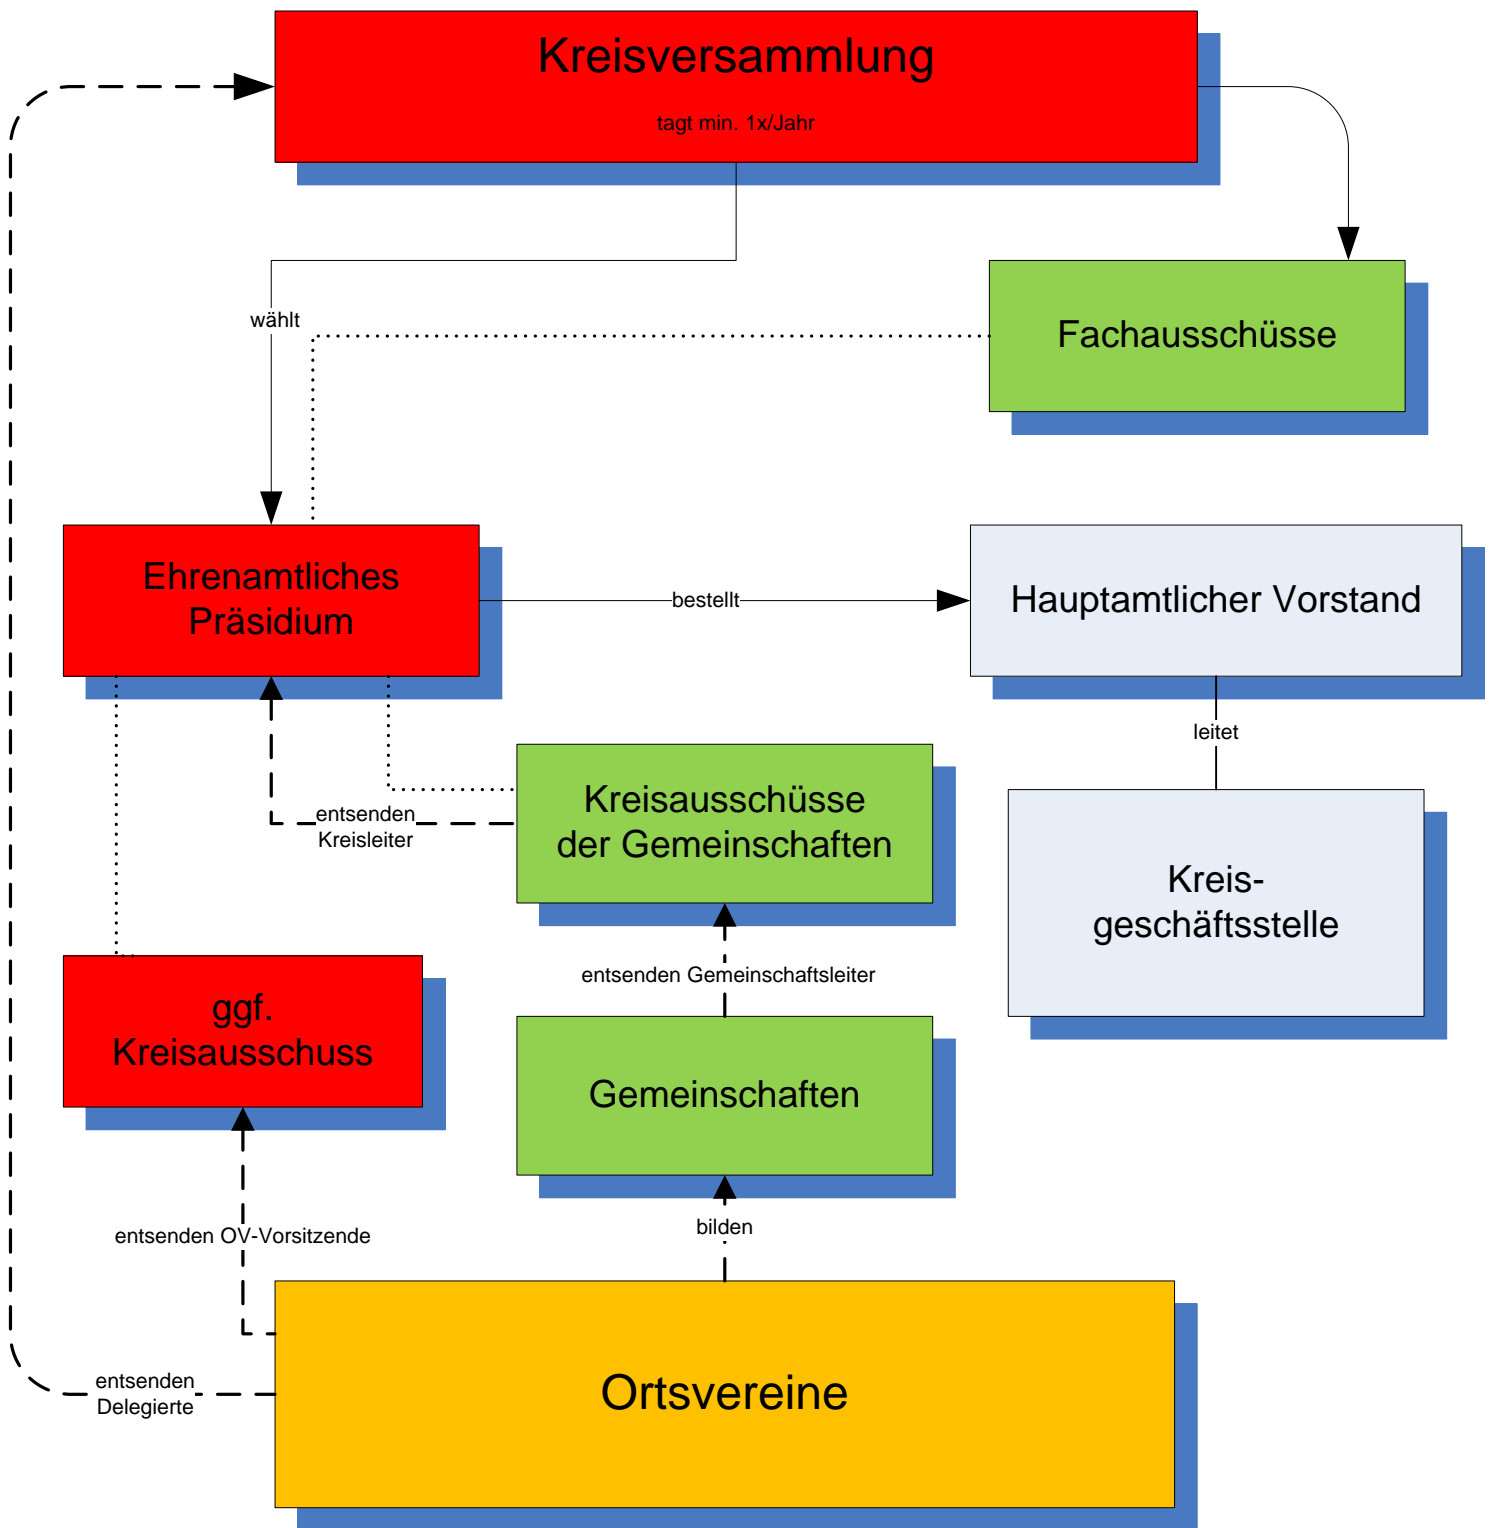 Kreisversammlung
tagt min. 1x/Jahr
wählt
Fachausschüsse
Ehrenamtliches
Präsidium
bestellt
Hauptamtlicher Vorstand
leitet
Kreisausschüsse
der Gemeinschaften
entsenden
Kreisleiter
Kreis-
geschäftsstelle
entsenden Gemeinschaftsleiter
ggf.
Kreisausschuss
Gemeinschaften
entsenden OV-Vorsitzende
bilden
entsenden
Delegierte
Ortsvereine